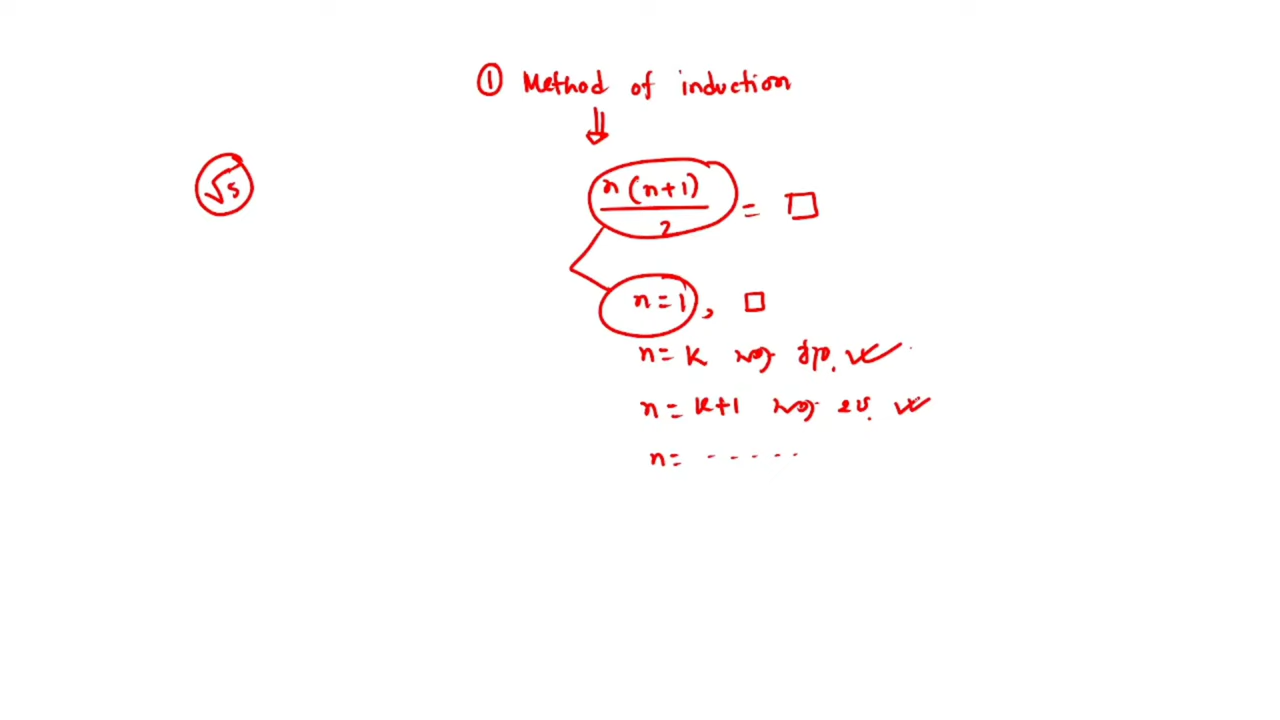 ① Method of induction
⇓
√5
n(n+1)/2 = □
n=1, □
n= k
n= k+1
n= - - - - -